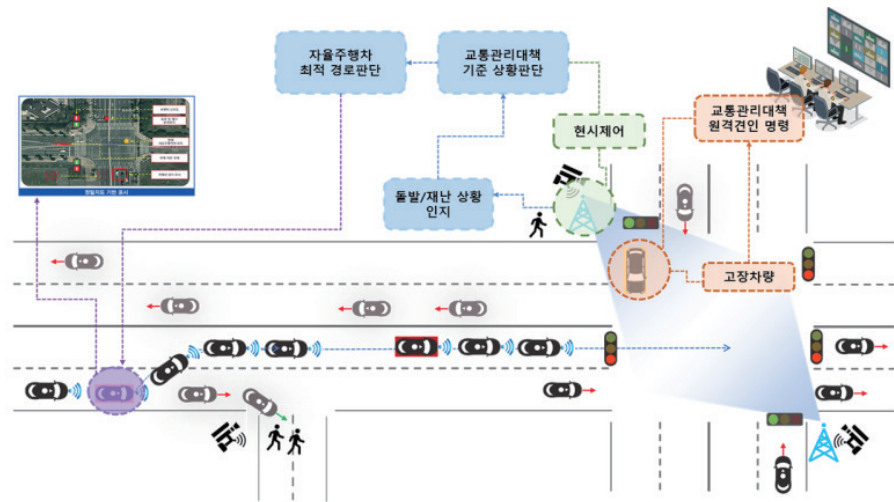 자율주행차
최적 경로판단
교통관리대책
기준 상황판단
현시제어
교통관리대책
원격견인 명령
돌발/재난 상황
인지
고장차량
정밀지도 기반 표시